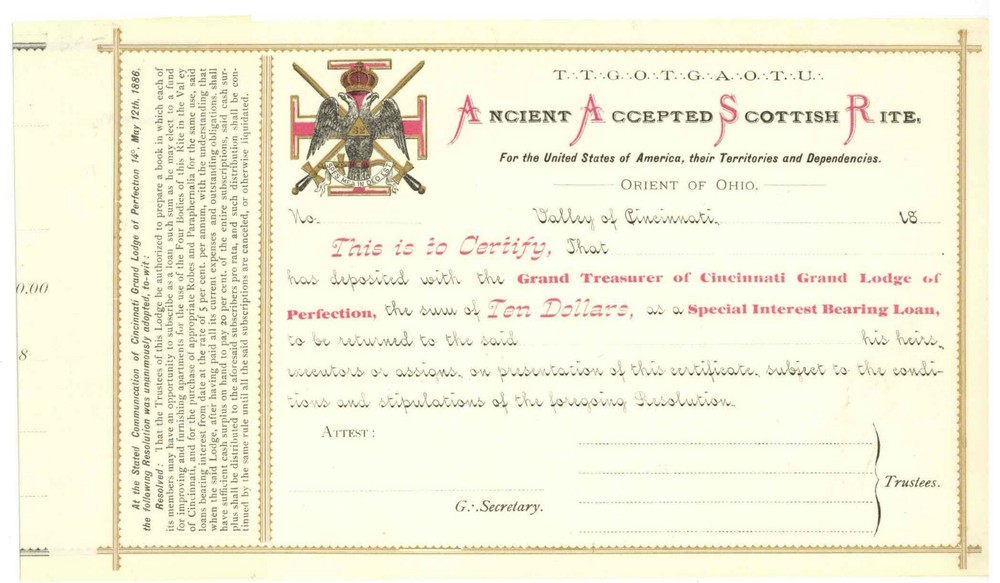 0.00
8
At the Stated Communication of Cincinnati Grand Lodge of Perfection 14°, May 12th, 1886,
the following Resolution was unanimously adopted, to-wit:
Resolved: That the Trustees of this Lodge be authorized to prepare a book in which each of
its members may have an opportunity to subscribe as a loan such sum as he may elect to a fund
for improving and furnishing apartments for the use of the Four Bodies of this Rite in the Val ey
of Cincinnati, and for the purchase of appropriate Robes and Paraphernalia for the same use, said
loans bearing interest from date at the rate of 5 per cent. per annum, with the understanding that
when the said Lodge, after having paid all its current expenses and outstanding obligations, shall
have sufficient cash surplus on hand to pay 20 per cent. of the entire subscriptions, said cash sur-
plus shall be distributed to the aforesaid subscribers pro rata, and such distribution shall be con-
tinued by the same rule until all the said subscriptions are canceled, or otherwise liquidated.
T∴T∴G∴O∴T∴G∴A∴O∴T∴U∴
ANCIENT ACCEPTED SCOTTISH RITE,
For the United States of America, their Territories and Dependencies.
ORIENT OF OHIO,
32
SPES MEA IN DEO EST
No. Valley of Cincinnati, 18
This is to Certify, That
has deposited with the Grand Treasurer of Cincinnati Grand Lodge of
Perfection, the sum of Ten Dollars, as a Special Interest Bearing Loan,
to be returned to the said his heirs,
executors or assigns, on presentation of this certificate, subject to the condi-
tions and stipulations of the foregoing Resolution.
ATTEST:
Trustees.
G∴Secretary.